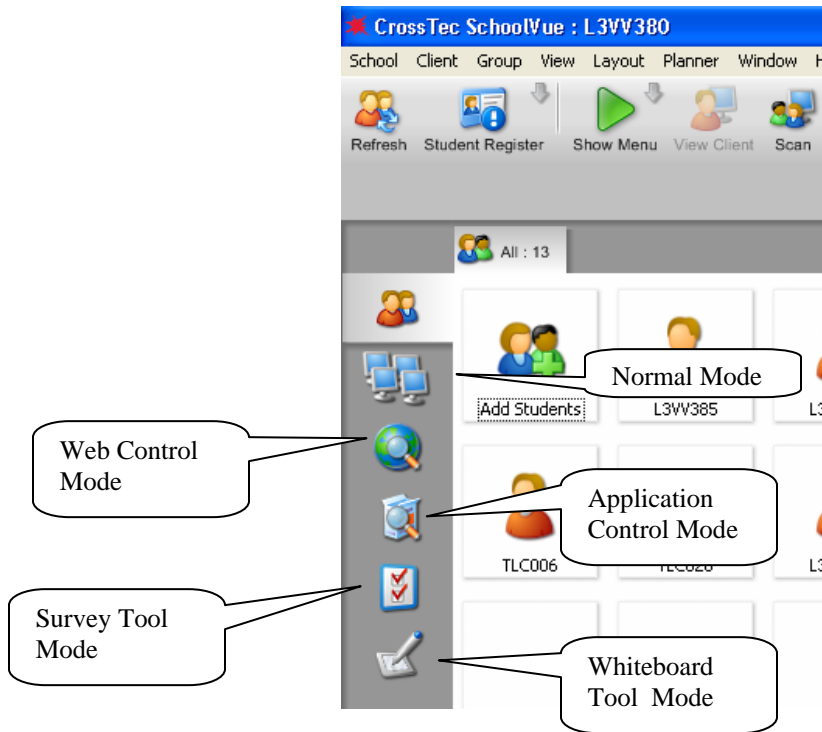 CrossTec SchoolVue : L3VV380
School Client Group View Layout Planner Window H
Refresh Student Register Show Menu View Client Scan
All : 13
Normal Mode
Add Students L3VV385 L3
Web Control
Mode
Application
Control Mode
TLC006 L3
Survey Tool
Mode
Whiteboard
Tool Mode